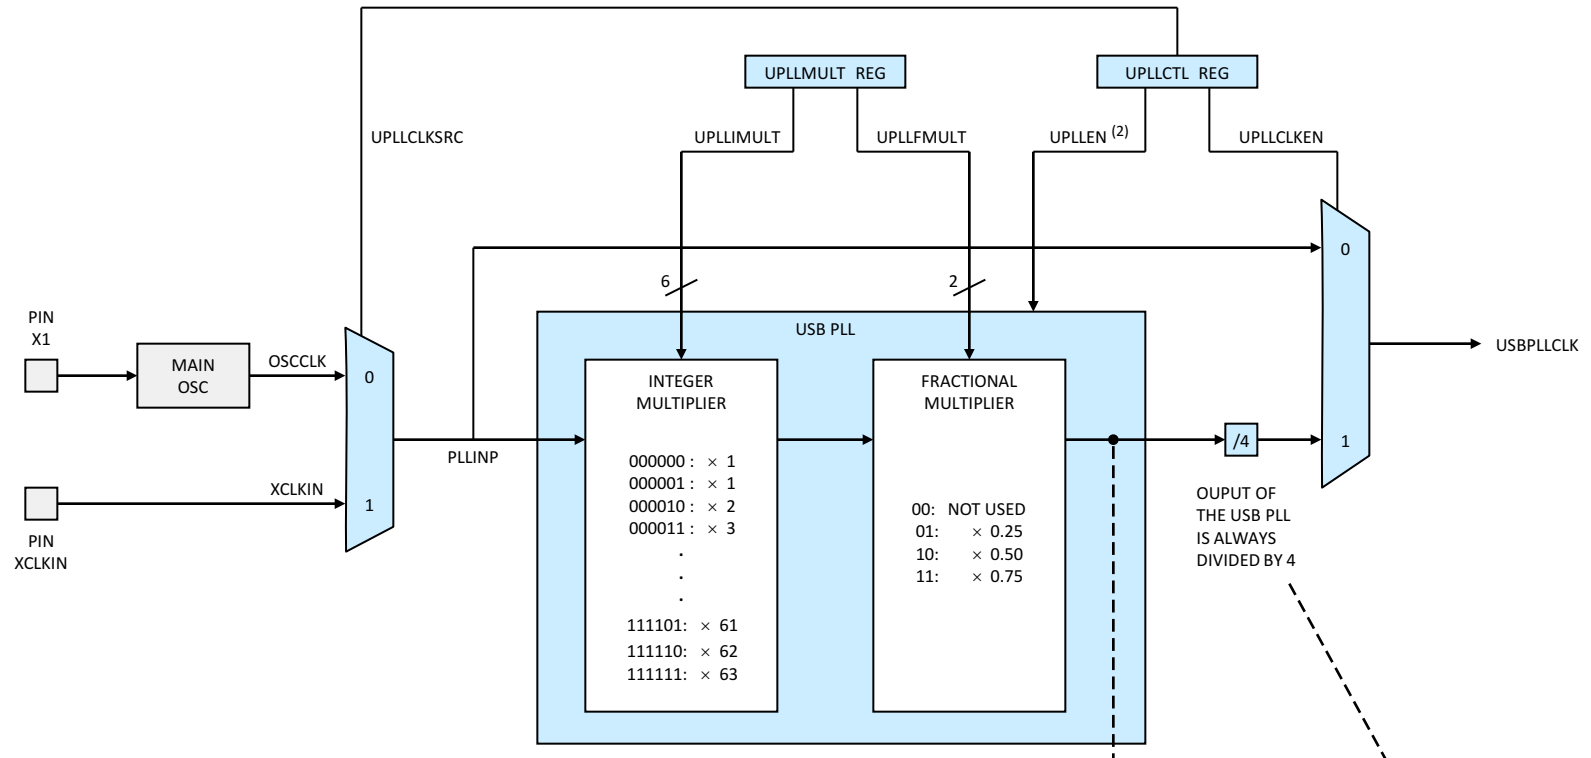 UPLLMULT REG
UPLLCTL REG
UPLLCLKSRC
UPLLIMULT
UPLLFMULT
UPLLEN (2)
UPLLCLKEN
0
6
2
PIN
X1
USB PLL
MAIN
OSC
OSCCLK
0
INTEGER
MULTIPLIER
FRACTIONAL
MULTIPLIER
USBPLLCLK
PLLINP
/4
1
000000 : × 1
000001 : × 1
000010 : × 2
000011 : × 3
.
.
.
111101: × 61
111110: × 62
111111: × 63
00: NOT USED
01: × 0.25
10: × 0.50
11: × 0.75
XCLKIN
1
PIN
XCLKIN
OUPUT OF
THE USB PLL
IS ALWAYS
DIVIDED BY 4